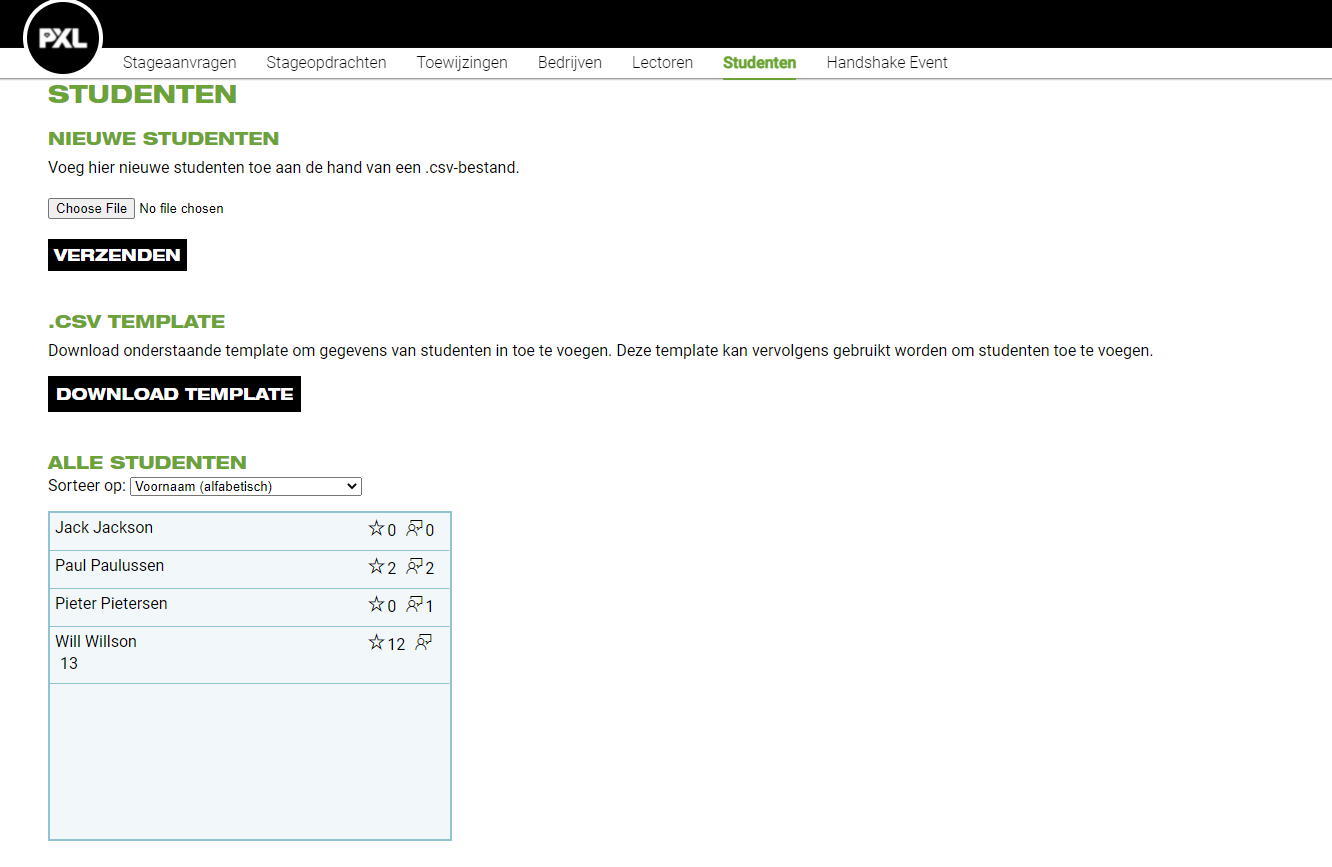 PXL
Stageaanvragen Stageopdrachten Toewijzingen Bedrijven Lectoren Studenten Handshake Event
STUDENTEN
NIEUWE STUDENTEN
Voeg hier nieuwe studenten toe aan de hand van een .csv-bestand.
Choose File No file chosen
VERZENDEN
.CSV TEMPLATE
Download onderstaande template om gegevens van studenten in toe te voegen. Deze template kan vervolgens gebruikt worden om studenten toe te voegen.
DOWNLOAD TEMPLATE
ALLE STUDENTEN
Sorteer op: Voornaam (alfabetisch)
Jack Jackson 0 0
Paul Paulussen 2 2
Pieter Pietersen 0 1
Will Willson 12
13